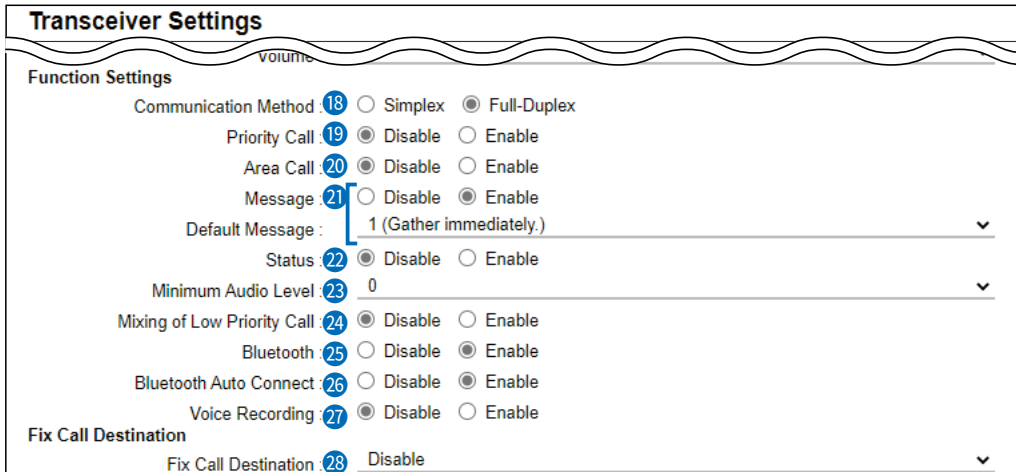 Transceiver Settings
Volume
Function Settings
Communication Method : 18 Simplex Full-Duplex
Priority Call : 19 Disable Enable
Area Call : 20 Disable Enable
Message : 21 Disable Enable
Default Message : 1 (Gather immediately.)
Status : 22 Disable Enable
Minimum Audio Level : 23 0
Mixing of Low Priority Call : 24 Disable Enable
Bluetooth : 25 Disable Enable
Bluetooth Auto Connect : 26 Disable Enable
Voice Recording : 27 Disable Enable
Fix Call Destination
Fix Call Destination : 28 Disable